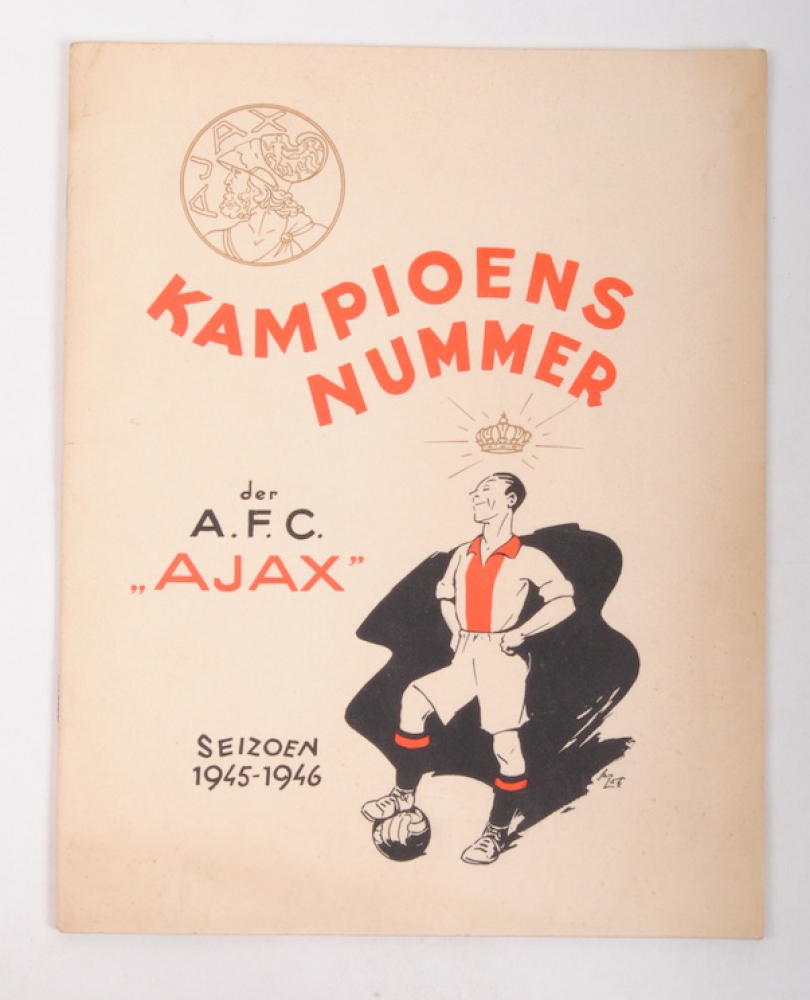 AJAX
KAMPIOENS
NUMMER
der
A.F.C.
„AJAX”
SEIZOEN
1945-1946